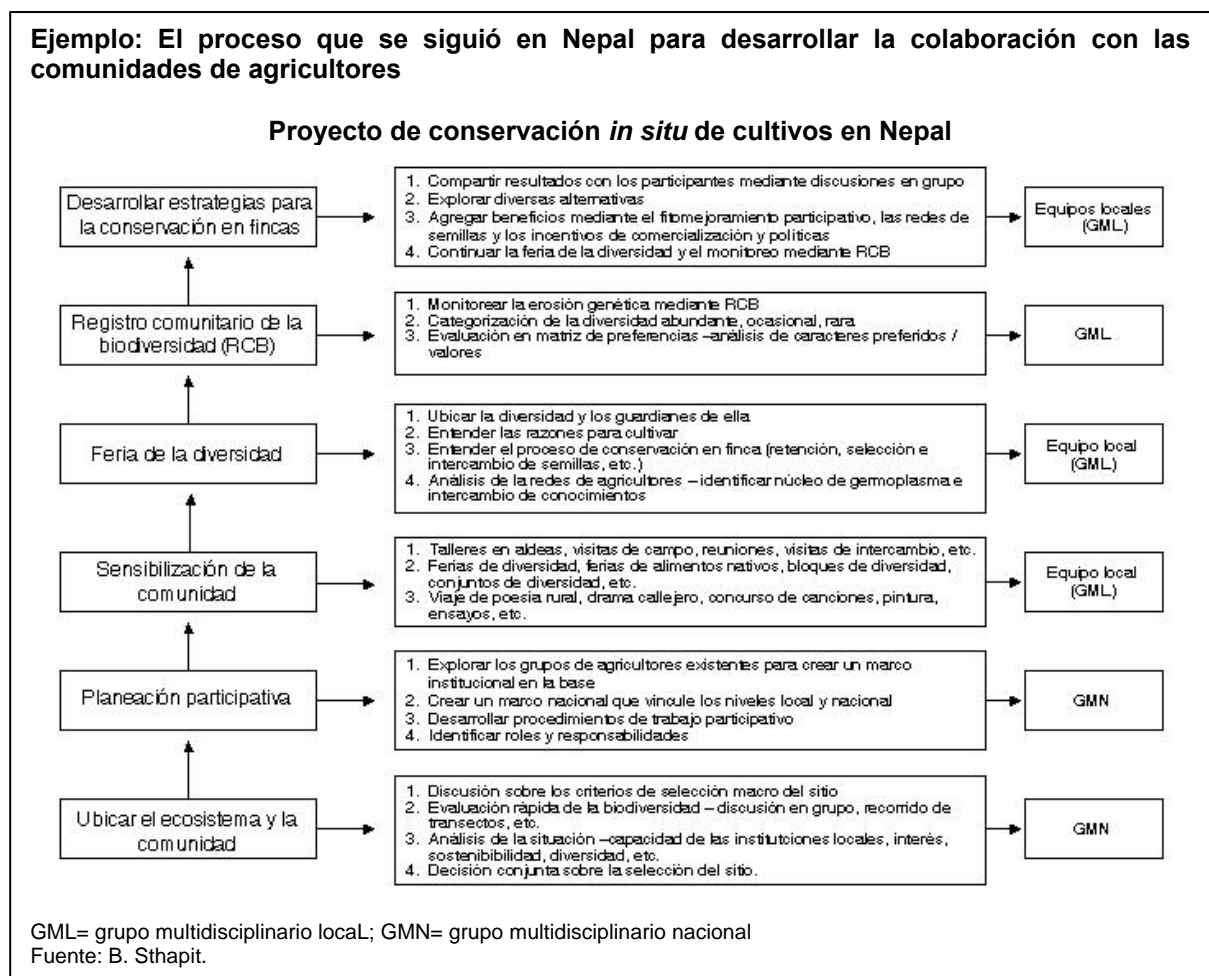 Ejemplo: El proceso que se siguió en Nepal para desarrollar la colaboración con las
comunidades de agricultores
Proyecto de conservación in situ de cultivos en Nepal
Desarrollar estrategias para
la conservación en fincas
1. Compartir resultados con los participantes mediante discusiones en grupo
2. Explorar diversas alternativas
3. Agregar beneficios mediante el fitomejoramiento participativo, las redes de
semillas y los incentivos de comercialización y políticas
4. Continuar la feria de la diversidad y el monitoreo mediante RCB
Equipos locales
(GML)
Registro comunitario de la
biodiversidad (RCB)
1. Monitorear la erosión genética mediante RCB
2. Categorización de la diversidad abundante, ocasional, rara
3. Evaluación en matriz de preferencias –análisis de caracteres preferidos /
valores
GML
Feria de la diversidad
1. Ubicar la diversidad y los guardianes de ella
2. Entender las razones para cultivar
3. Entender el proceso de conservación en finca (retención, selección e
intercambio de semillas, etc.)
4. Análisis de la redes de agricultores – identificar núcleo de germoplasma e
intercambio de conocimientos
Equipo local
(GML)
Sensibilización de la
comunidad
1. Talleres en aldeas, visitas de campo, reuniones, visitas de intercambio, etc.
2. Ferias de diversidad, ferias de alimentos nativos, bloques de diversidad,
conjuntos de diversidad, etc.
3. Viaje de poesía rural, drama callejero, concurso de canciones, pintura,
ensayos, etc.
Equipo local
(GML)
Planeación participativa
1. Explorar los grupos de agricultores existentes para crear un marco
institucional en la base
2. Crear un marco nacional que vincule los niveles local y nacional
3. Desarrollar procedimientos de trabajo participativo
4. Identificar roles y responsabilidades
GMN
Ubicar el ecosistema y la
comunidad
1. Discusión sobre los criterios de selección macro del sitio
2. Evaluación rápida de la biodiversidad – discusión en grupo, recorrido de
transectos, etc.
3. Análisis de la situación –capacidad de las institutciones locales, interés,
sostenibibilidad, diversidad, etc.
4. Decisión conjunta sobre la selección del sitio.
GMN
GML= grupo multidisciplinario locaL; GMN= grupo multidisciplinario nacional
Fuente: B. Sthapit.